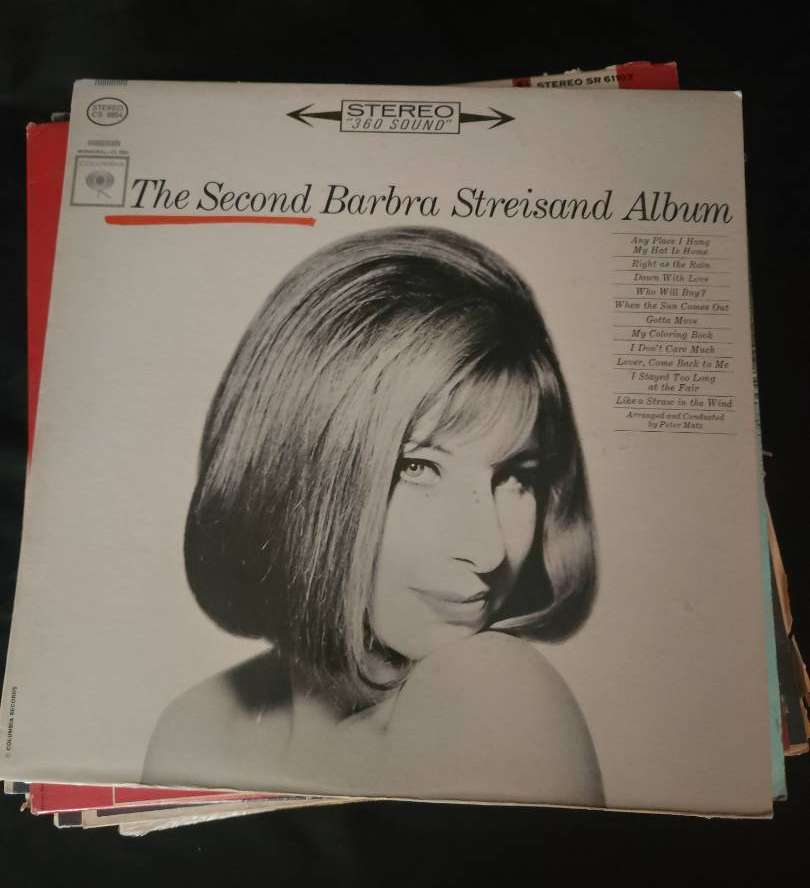 STEREO SR 61
STEREO
CS 8854
STEREO
"360 SOUND"
COLUMBIA
The Second Barbra Streisand Album
Any Place I Hang
My Hat Is Home
Right as the Rain
Down With Love
Who Will Buy?
When the Sun Comes Out
Gotta Move
My Coloring Book
I Don't Care Much
Lover, Come Back to Me
I Stayed Too Long
at the Fair
Like a Straw in the Wind
Arranged and Conducted
by Peter Matz
© COLUMBIA RECORDS